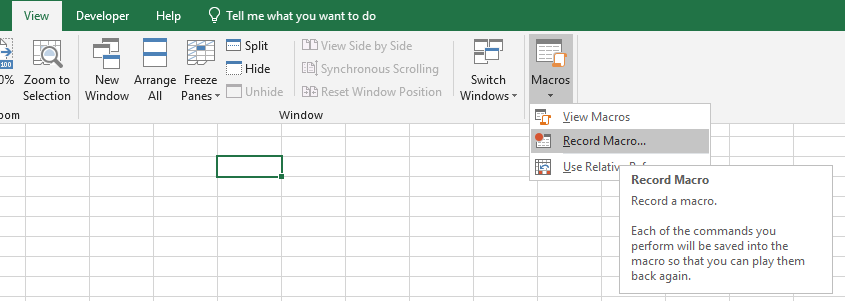 View Developer Help Tell me what you want to do
100
0% Zoom to Selection
New Window
Arrange All
Freeze Panes
Split
Hide
Unhide
View Side by Side
Synchronous Scrolling
Reset Window Position
Switch Windows
Macros
oom
Window
View Macros
Record Macro...
Use Relative
Record Macro
Record a macro.
Each of the commands you
perform will be saved into the
macro so that you can play them
back again.